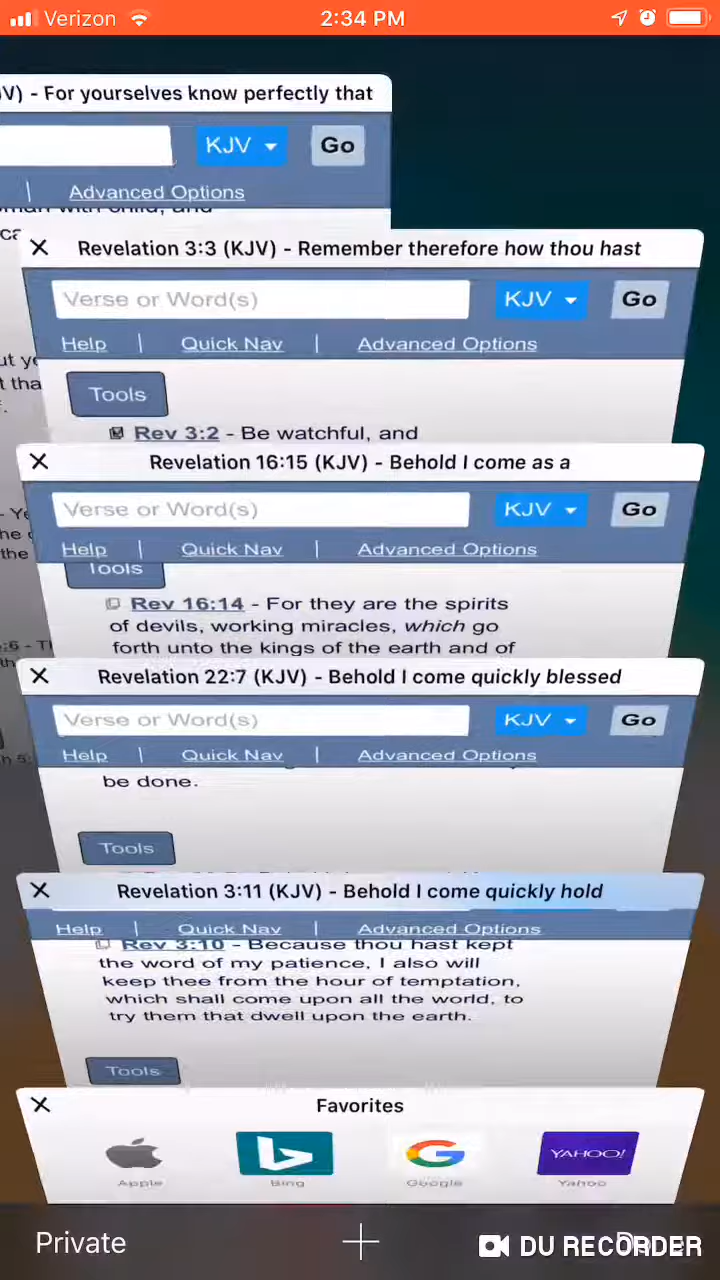 Verizon 2:34 PM
V) - For yourselves know perfectly that
KJV Go
| Advanced Options
man with child, and
Revelation 3:3 (KJV) - Remember therefore how thou hast
Verse or Word(s) KJV Go
Help | Quick Nav | Advanced Options
Tools
Rev 3:2 - Be watchful, and
Revelation 16:15 (KJV) - Behold I come as a
Verse or Word(s) KJV Go
Help | Quick Nav | Advanced Options
Tools
Rev 16:14 - For they are the spirits
of devils, working miracles, which go
forth unto the kings of the earth and of
Revelation 22:7 (KJV) - Behold I come quickly blessed
Verse or Word(s) KJV Go
Help | Quick Nav | Advanced Options
be done.
Tools
Revelation 3:11 (KJV) - Behold I come quickly hold
Help | Quick Nav | Advanced Options
Rev 3:10 - Because thou hast kept
the word of my patience, I also will
keep thee from the hour of temptation,
which shall come upon all the world, to
try them that dwell upon the earth.
Tools
Favorites
YAHOO!
Apple Bing Google Yahoo
Private + DU RECORDER